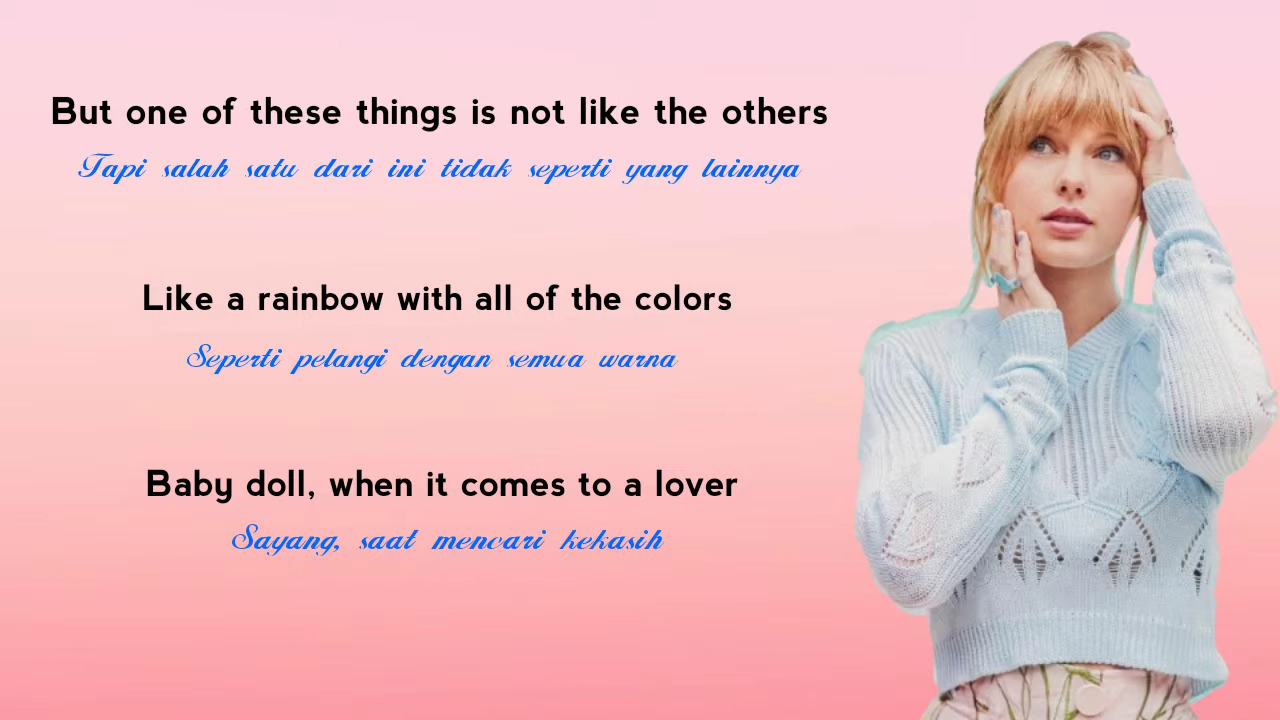 But one of these things is not like the others
Tapi salah satu dari ini tidak seperti yang lainnya
Like a rainbow with all of the colors
Seperti pelangi dengan semua warna
Baby doll, when it comes to a lover
Sayang, saat mencari kekasih